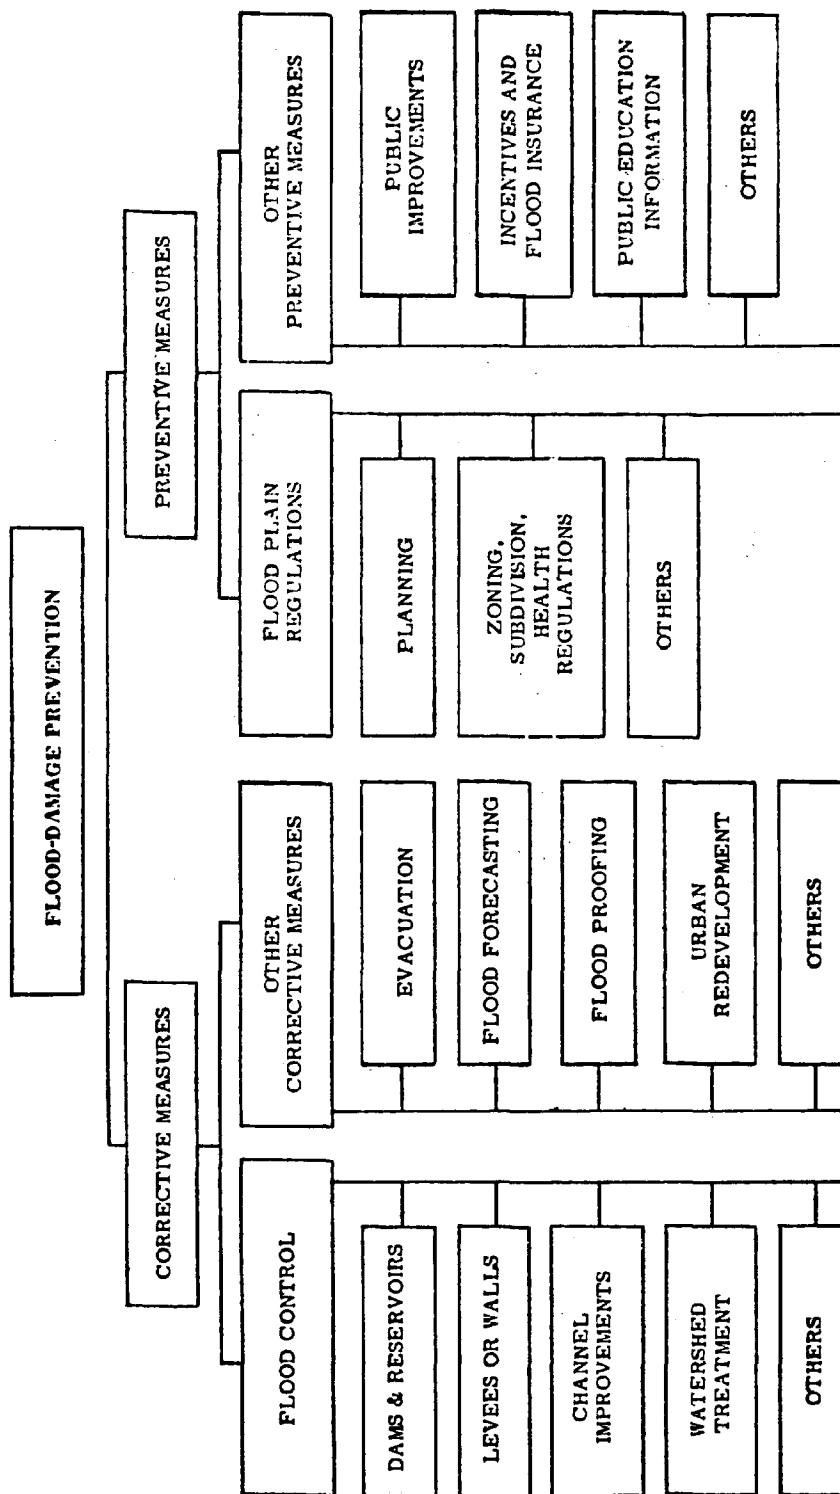 FLOOD-DAMAGE PREVENTION
CORRECTIVE MEASURES
PREVENTIVE MEASURES
FLOOD CONTROL
OTHER
CORRECTIVE MEASURES
FLOOD PLAIN
REGULATIONS
OTHER
PREVENTIVE MEASURES
DAMS & RESERVOIRS
LEVEES OR WALLS
CHANNEL
IMPROVEMENTS
WATERSHED
TREATMENT
OTHERS
EVACUATION
FLOOD FORECASTING
FLOOD PROOFING
URBAN
REDEVELOPMENT
OTHERS
PLANNING
ZONING,
SUBDIVISION,
HEALTH
REGULATIONS
OTHERS
PUBLIC
IMPROVEMENTS
INCENTIVES AND
FLOOD INSURANCE
PUBLIC EDUCATION
INFORMATION
OTHERS